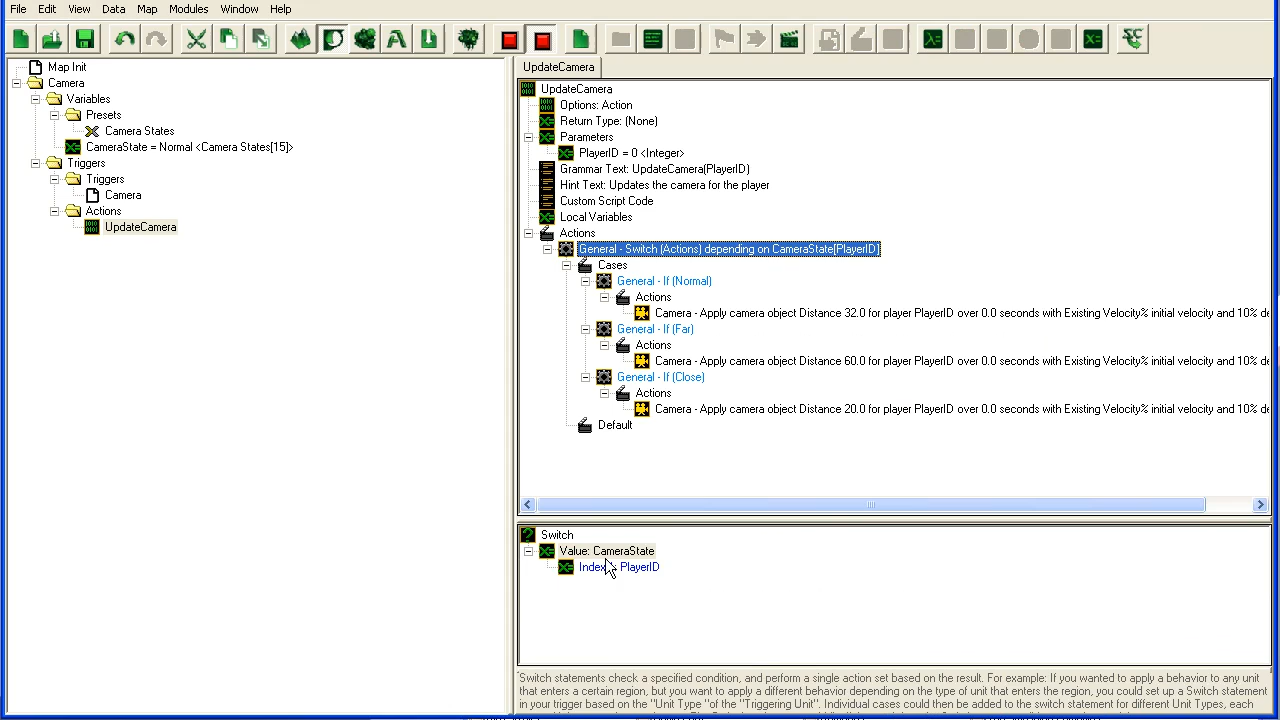 File Edit View Data Map Modules Window Help
Map Init
Camera
Variables
Presets
Camera States
CameraState = Normal <Camera States[15]>
Triggers
Triggers
Camera
Actions
UpdateCamera
UpdateCamera
UpdateCamera
Options: Action
Return Type: (None)
Parameters
PlayerID = 0 <Integer>
Grammar Text: UpdateCamera(PlayerID)
Hint Text: Updates the camera for the player
Custom Script Code
Local Variables
Actions
General - Switch (Actions) depending on CameraState[PlayerID]
Cases
General - If (Normal)
Actions
Camera - Apply camera object Distance 32.0 for player PlayerID over 0.0 seconds with Existing Velocity% initial velocity and 10% de
General - If (Far)
Actions
Camera - Apply camera object Distance 60.0 for player PlayerID over 0.0 seconds with Existing Velocity% initial velocity and 10% de
General - If (Close)
Actions
Camera - Apply camera object Distance 20.0 for player PlayerID over 0.0 seconds with Existing Velocity% initial velocity and 10% de
Default
Switch
Value: CameraState
Index PlayerID
Switch statements check a specified condition, and perform a single action set based on the result. For example: If you wanted to apply a behavior to any unit
that enters a certain region, but you want to apply a different behavior depending on the type of unit that enters the region, you could set up a Switch statement
in your trigger based on the "Unit Type "of the "Triggering Unit". Individual cases could then be added to the switch statement for different Unit Types, each